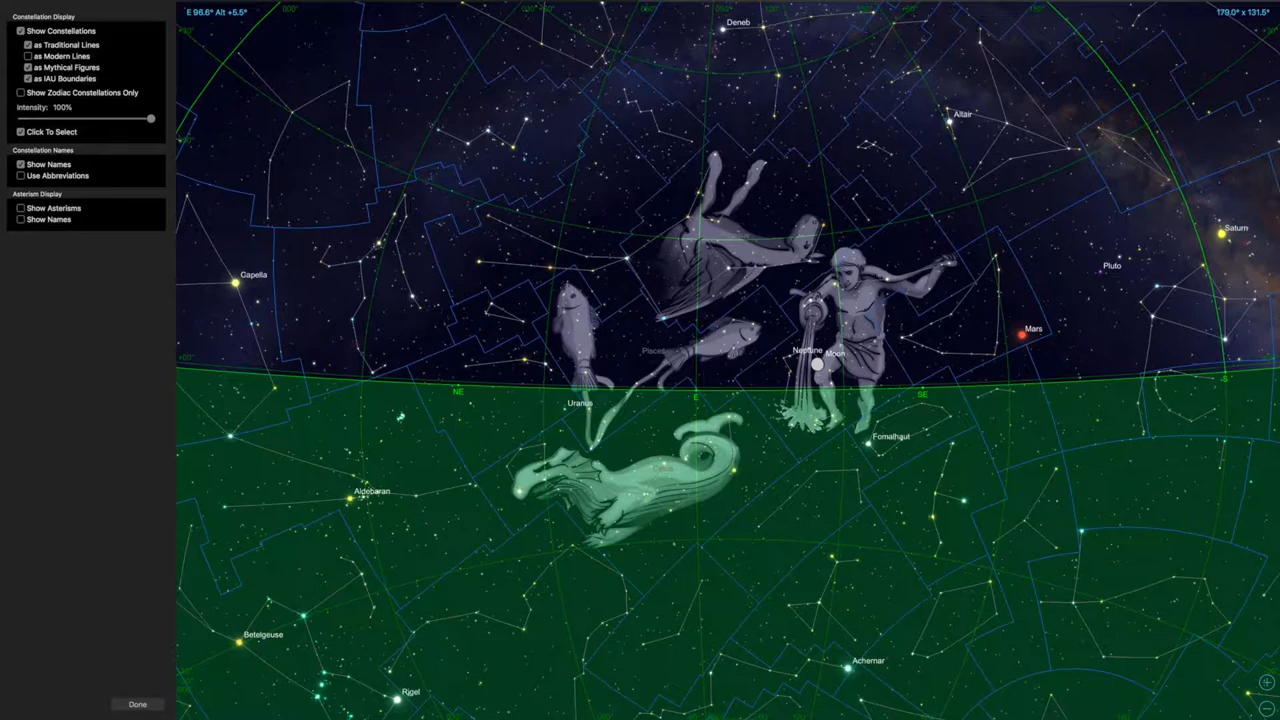 Constellation Display
Show Constellations
as Traditional Lines
as Modern Lines
as Mythical Figures
as IAU Boundaries
Show Zodiac Constellations Only
Intensity: 100%
Click To Select
Constellation Names
Show Names
Use Abbreviations
Asterism Display
Show Asterisms
Show Names
Done
E 96.6° Alt +5.5°
179.0° x 131.5°
Deneb
Altair
Saturn
Capella
Pluto
Mars
Pisces
Neptune
Moon
+00°
NE
E
SE
S
Uranus
Fomalhaut
Cetus
Aldebaran
Betelgeuse
Achernar
Rigel